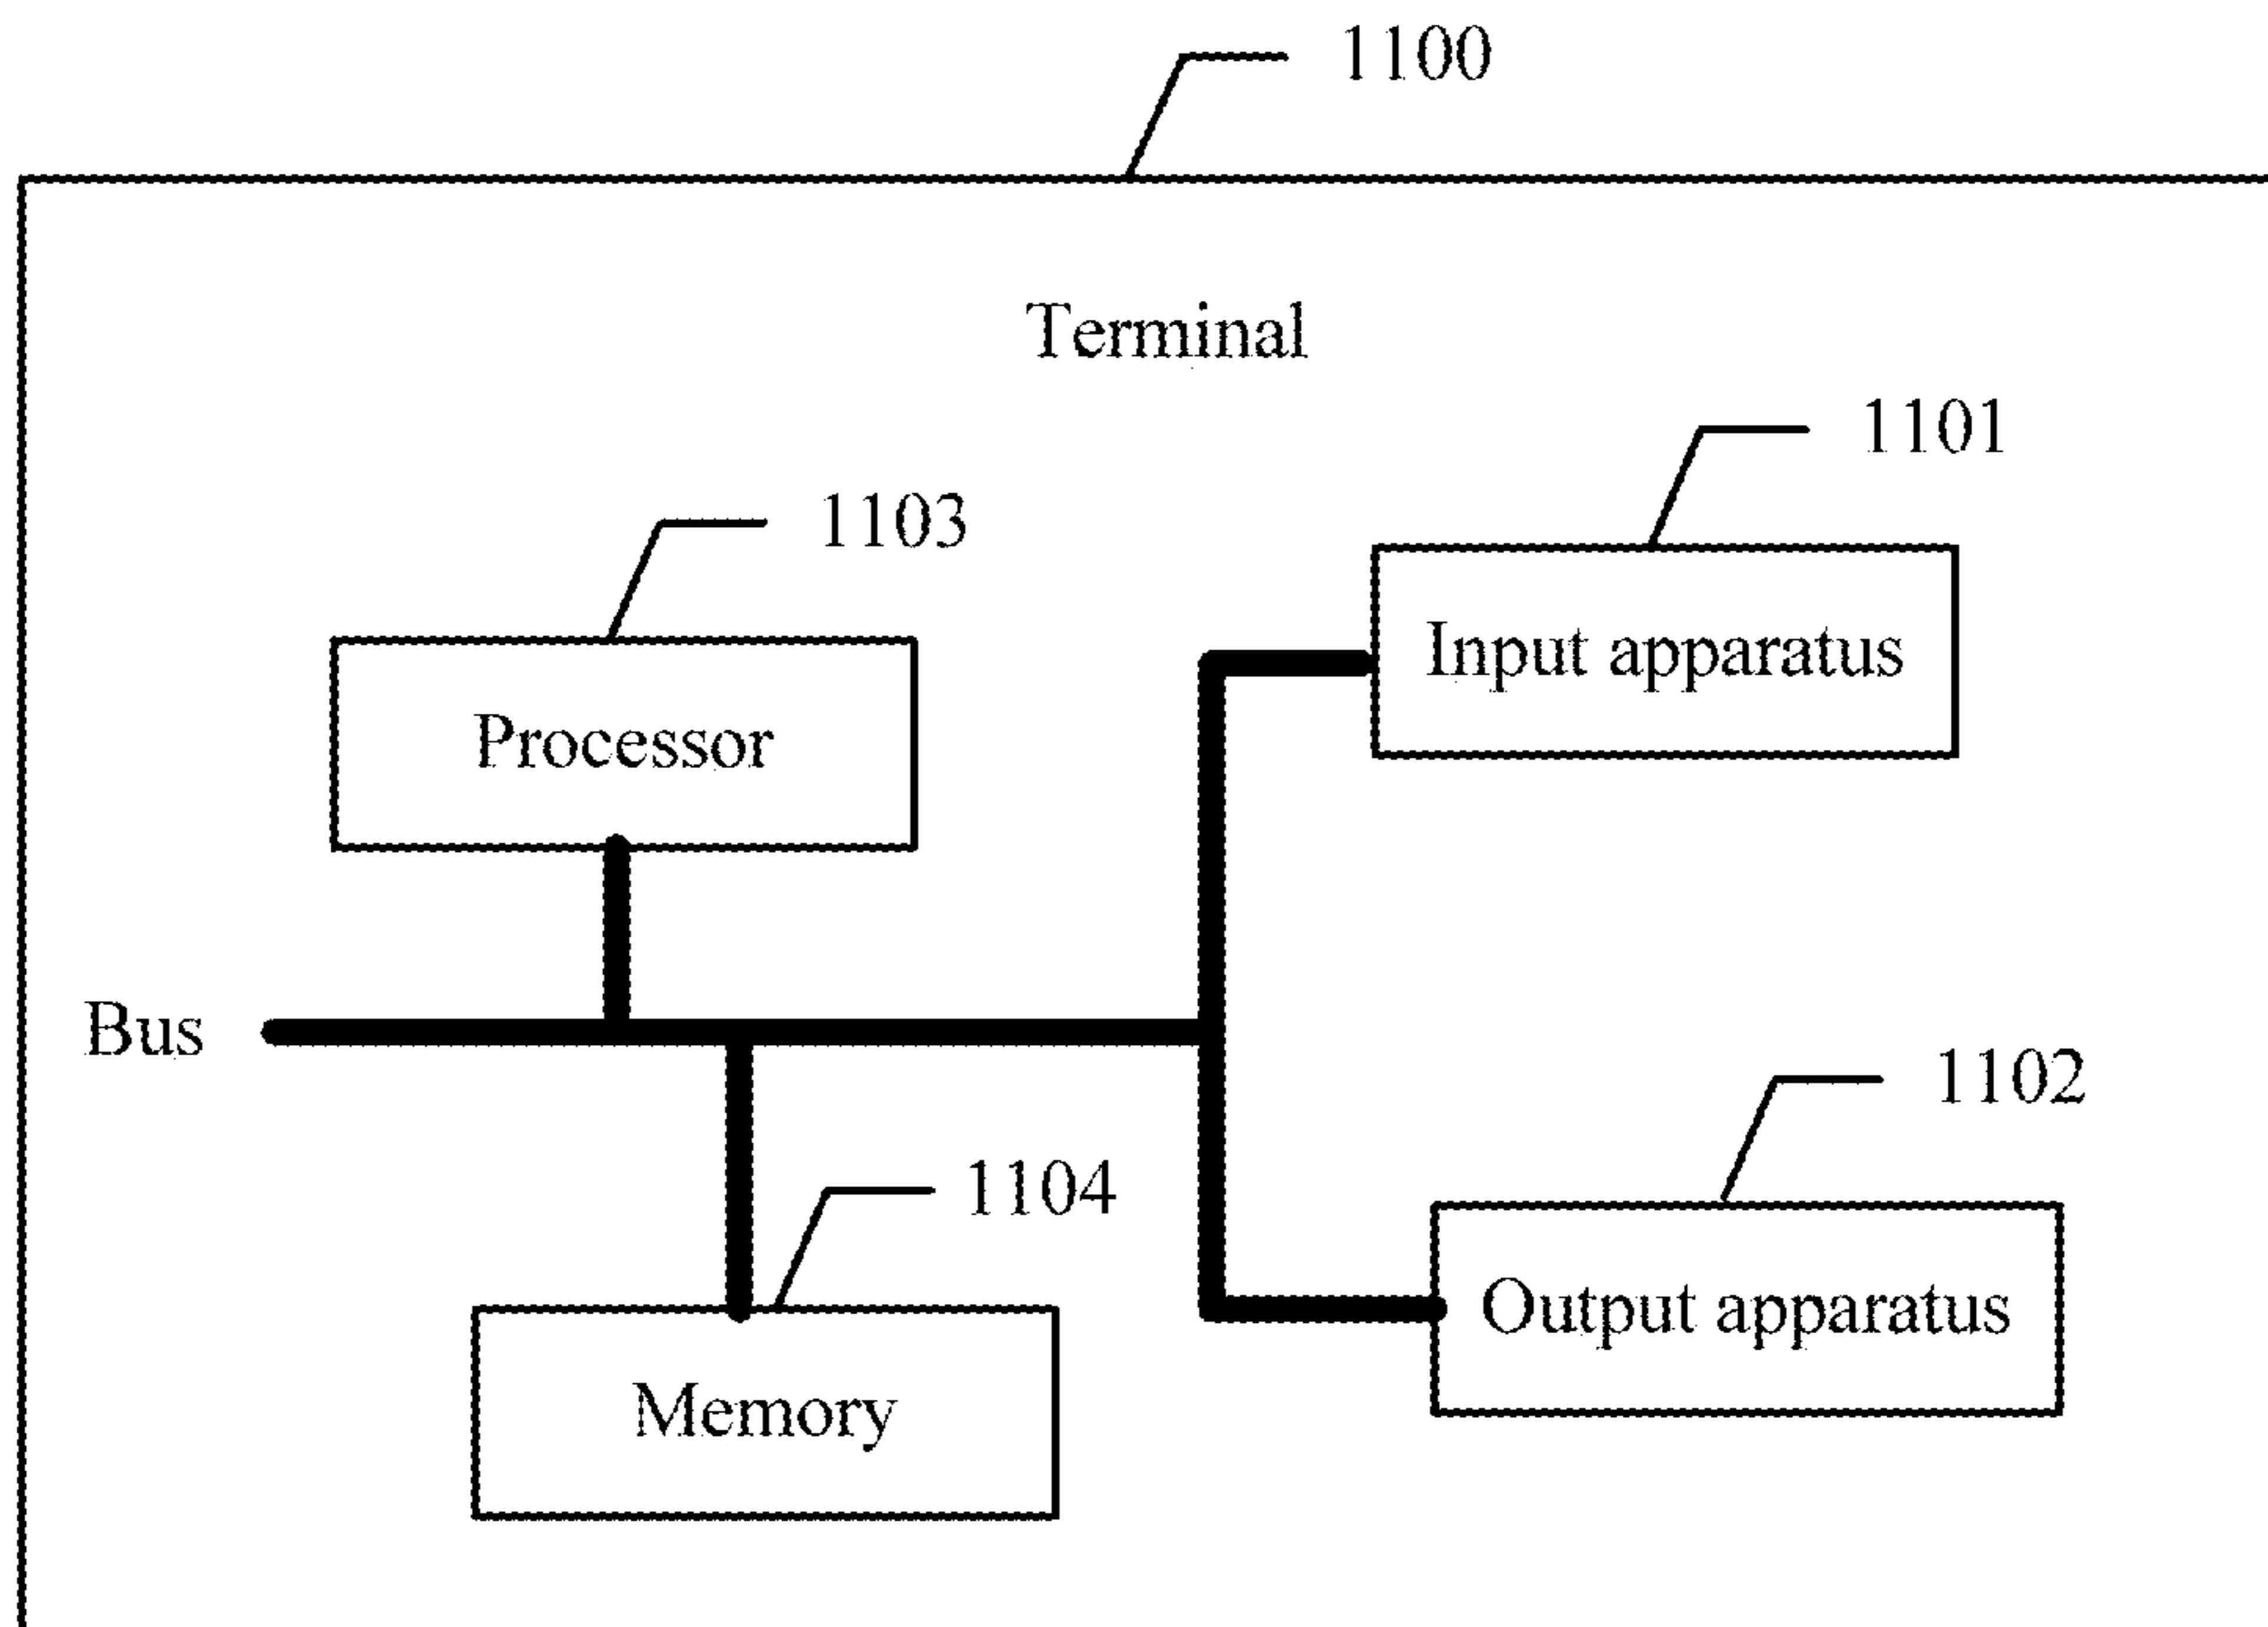 1100
Terminal
1101
1103
Input apparatus
Processor
Bus
1102
1104
Output apparatus
Memory